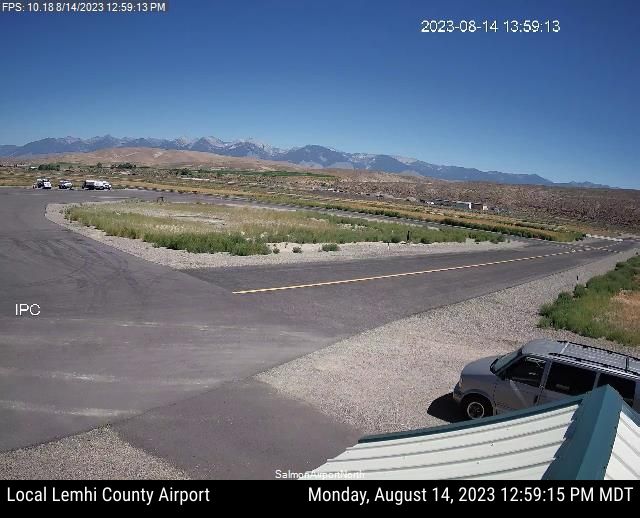 FPS: 10.18 8/14/2023 12:59:13 PM
2023-08-14 13:59:13
IPC
SalmonAirportNorth
Local Lemhi County Airport
Monday, August 14, 2023 12:59:15 PM MDT